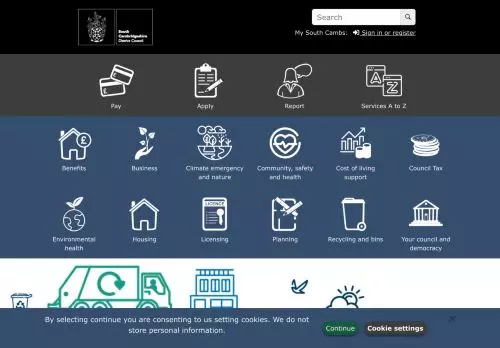 South
Cambridgeshire
District Council
Search
My South Cambs: Sign in or register
Pay
Apply
Report
Services A to Z
A
Z
Benefits
Business
Climate emergency
and nature
Community, safety
and health
Cost of living
support
Council Tax
LICENCE
Environmental
health
Housing
Licensing
Planning
Recycling and bins
Your council and
democracy
By selecting continue you are consenting to us setting cookies. We do not
store personal information.
Continue
Cookie settings